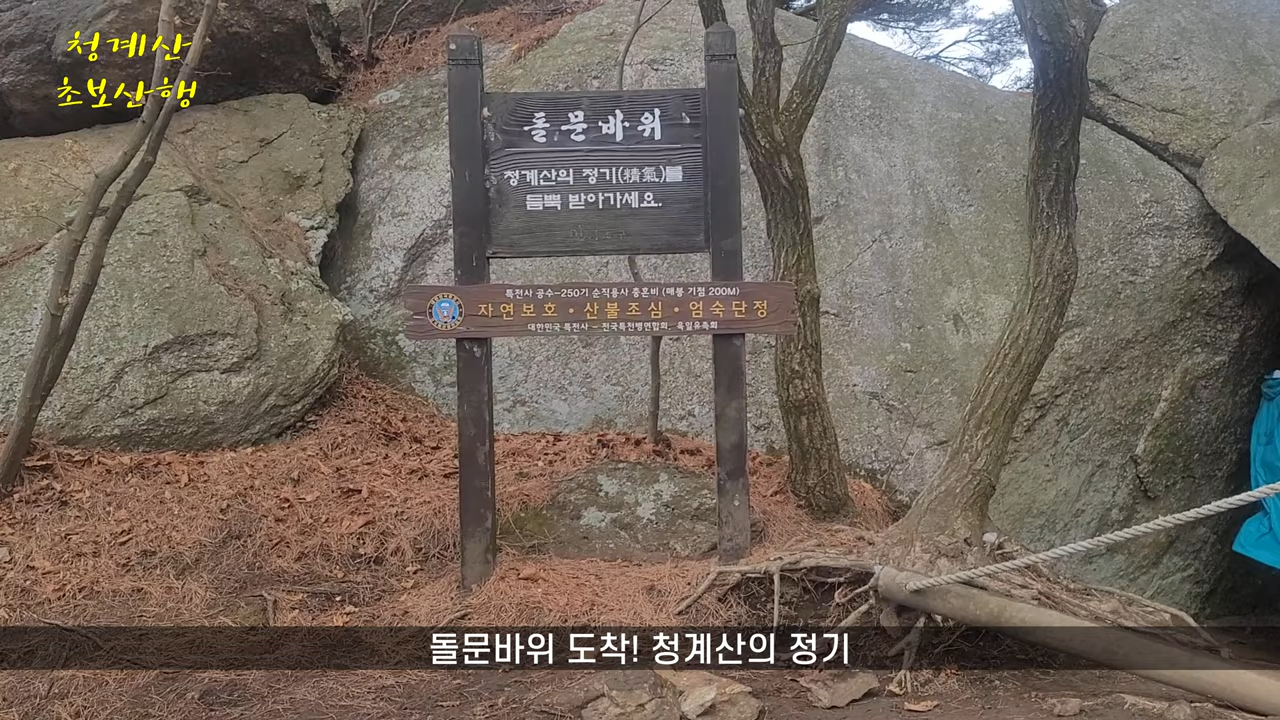 청계산
초보산행
돌문바위
청계산의 정기(精氣)를
듬뿍 받아가세요.
특전사 공수-250기 순직용사 충혼비 (매봉 기점 200M)
자연보호·산불조심·엄숙단정
대한민국 특전사 - 전국특전병연합회, 육일유족회
돌문바위 도착! 청계산의 정기